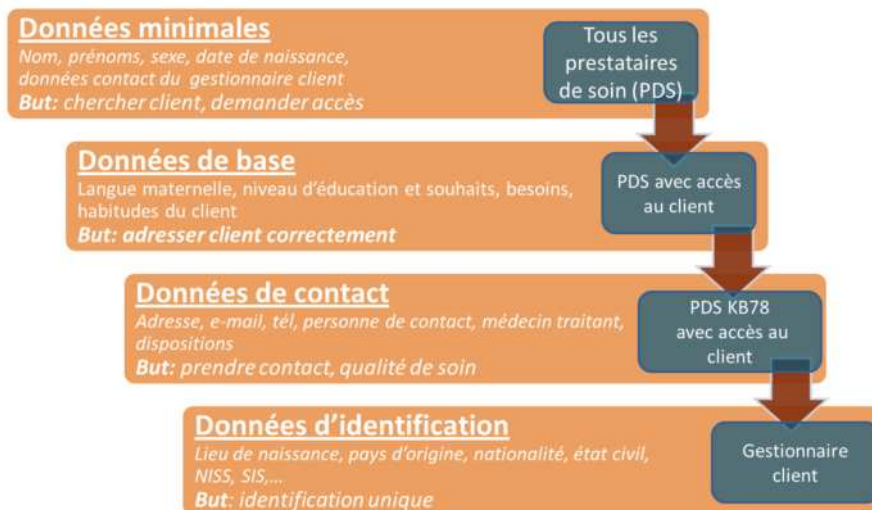 Données minimales
Nom, prénoms, sexe, date de naissance,
données contact du gestionnaire client
But: chercher client, demander accès
Tous les
prestataires
de soin (PDS)
Données de base
Langue maternelle, niveau d'éducation et souhaits, besoins,
habitudes du client
But: adresser client correctement
PDS avec accès
au client
Données de contact
Adresse, e-mail, tél, personne de contact, médecin traitant,
dispositions
But: prendre contact, qualité de soin
PDS KB78
avec accès au
client
Données d'identification
Lieu de naissance, pays d'origine, nationalité, état civil,
NISS, SIS,...
But: identification unique
Gestionnaire
client